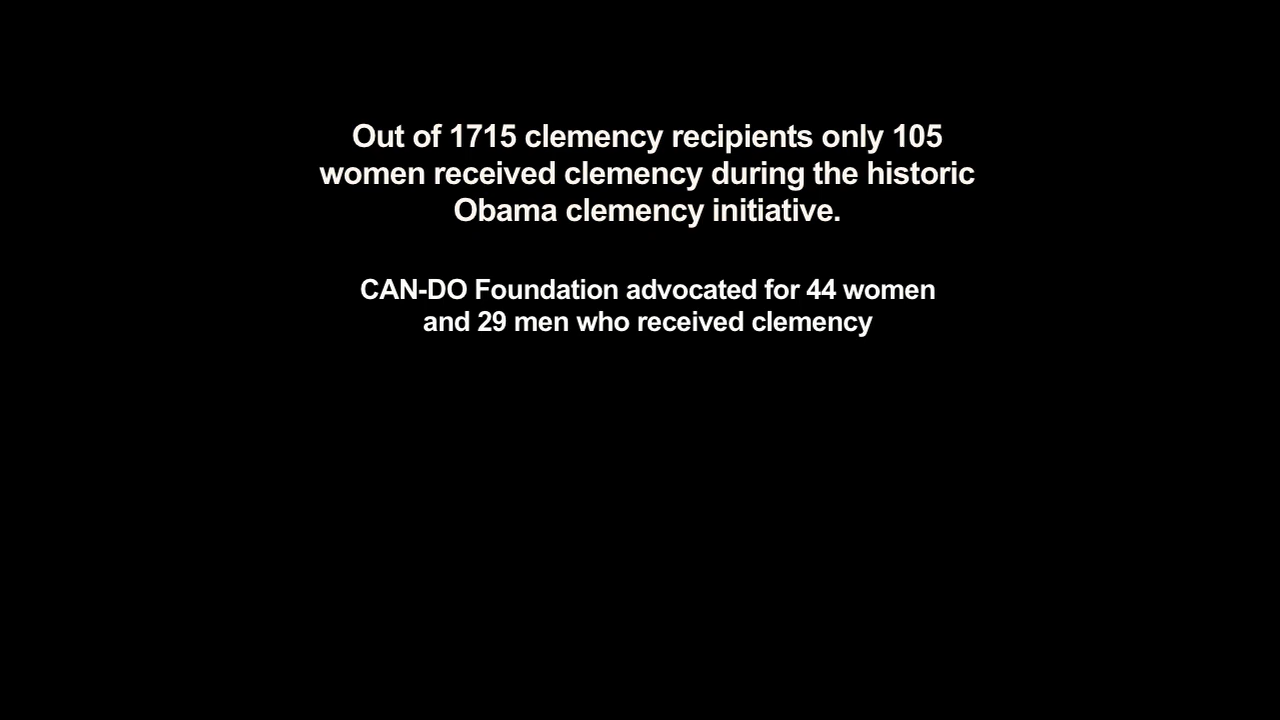 Out of 1715 clemency recipients only 105
women received clemency during the historic
Obama clemency initiative.
CAN-DO Foundation advocated for 44 women
and 29 men who received clemency